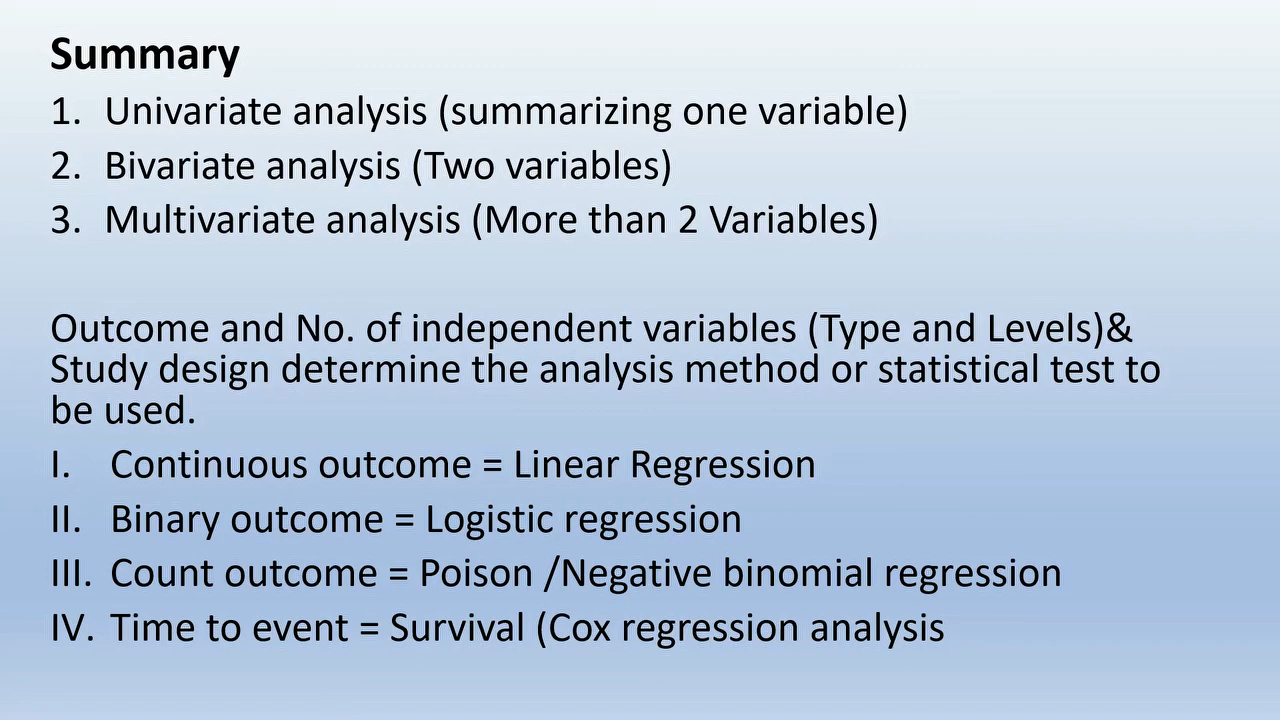 Summary
1. Univariate analysis (summarizing one variable)
2. Bivariate analysis (Two variables)
3. Multivariate analysis (More than 2 Variables)
Outcome and No. of independent variables (Type and Levels)&
Study design determine the analysis method or statistical test to
be used.
I. Continuous outcome = Linear Regression
II. Binary outcome = Logistic regression
III. Count outcome = Poison /Negative binomial regression
IV. Time to event = Survival (Cox regression analysis